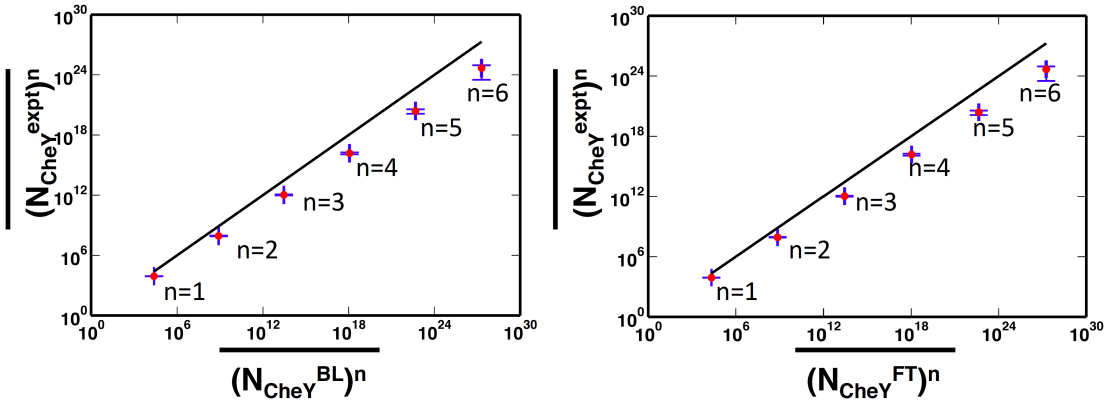 10^30
10^24
10^18
10^12
10^6
10^0
(N_CheY^expt)^n
n=1
n=2
n=3
n=4
n=5
n=6
10^0 10^6 10^12 10^18 10^24 10^30
(N_CheY^BL)^n
10^30
10^24
10^18
10^12
10^6
10^0
(N_CheY^expt)^n
n=1
n=2
n=3
n=4
n=5
n=6
10^0 10^6 10^12 10^18 10^24 10^30
(N_CheY^FT)^n